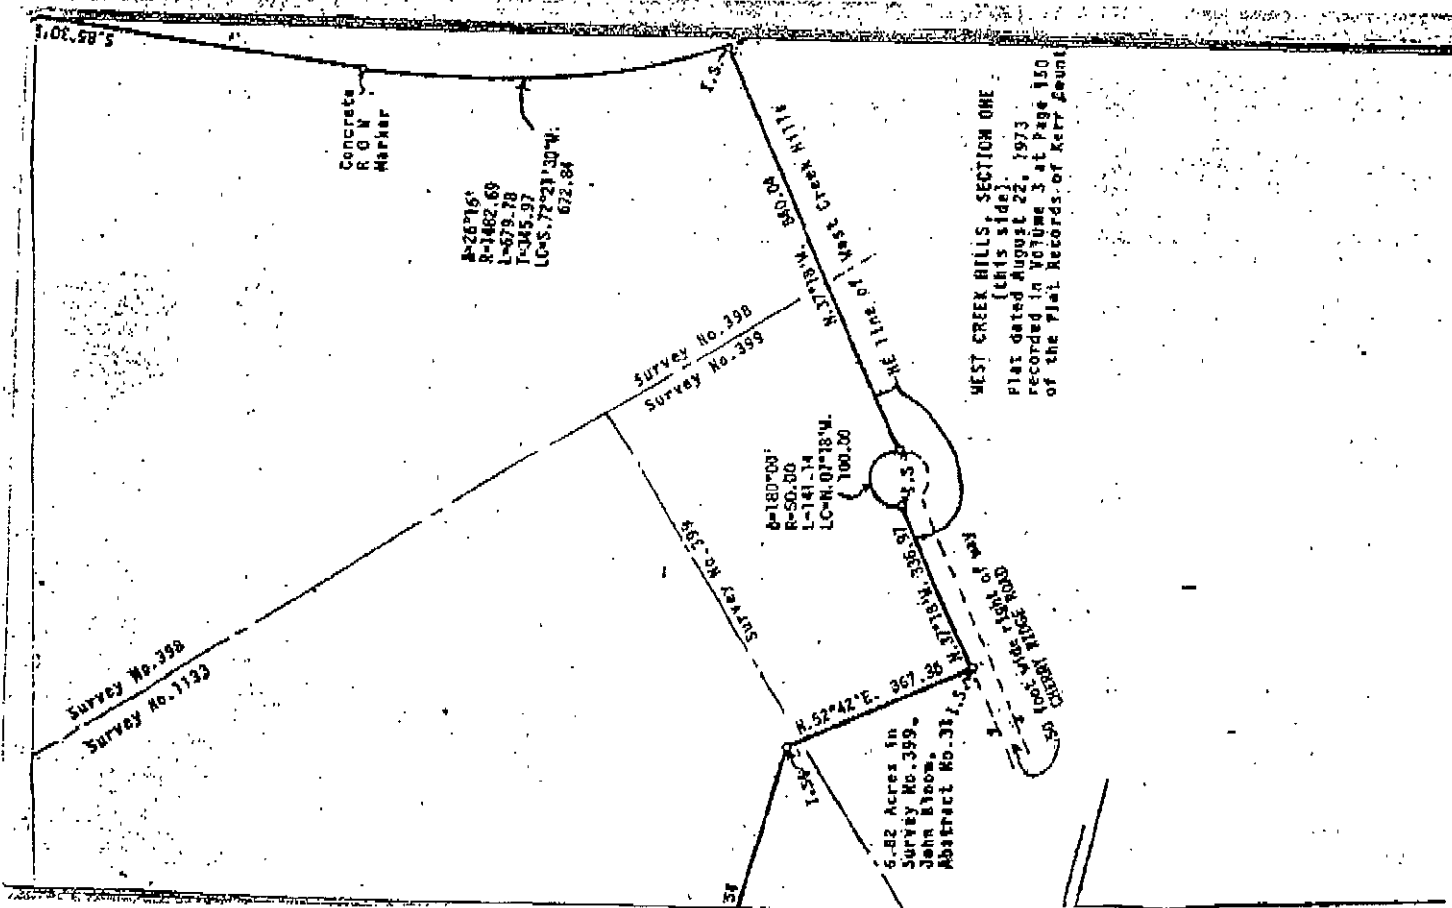 S.85°30'E
Concrete
R O W
Marker
Δ=26°16'
R=1482.69
L=679.78
T=345.97
LC=S.72°21'30"W.
672.84
I.S.
N.37°18'W. 840.04
NE line of West Creek Hills
WEST CREEK HILLS, SECTION ONE
(this side)
Plat dated August 22, 1973
recorded in Volume 3 at Page 150
of the Plat Records of Kerr Count
Survey No.398
Survey No.399
Δ=180°00'
R=50.00
L=141.14
LC=N.07°18'W.
100.00
I.S
Survey No.399
Survey No.398
Survey No.1133
N.37°18'W. 336.97
50 foot wide right of way
CHERRY RIDGE ROAD
N.52°42'E. 367.36
I.S.
6.82 Acres in
Survey No.399,
John Bloom,
Abstract No.31